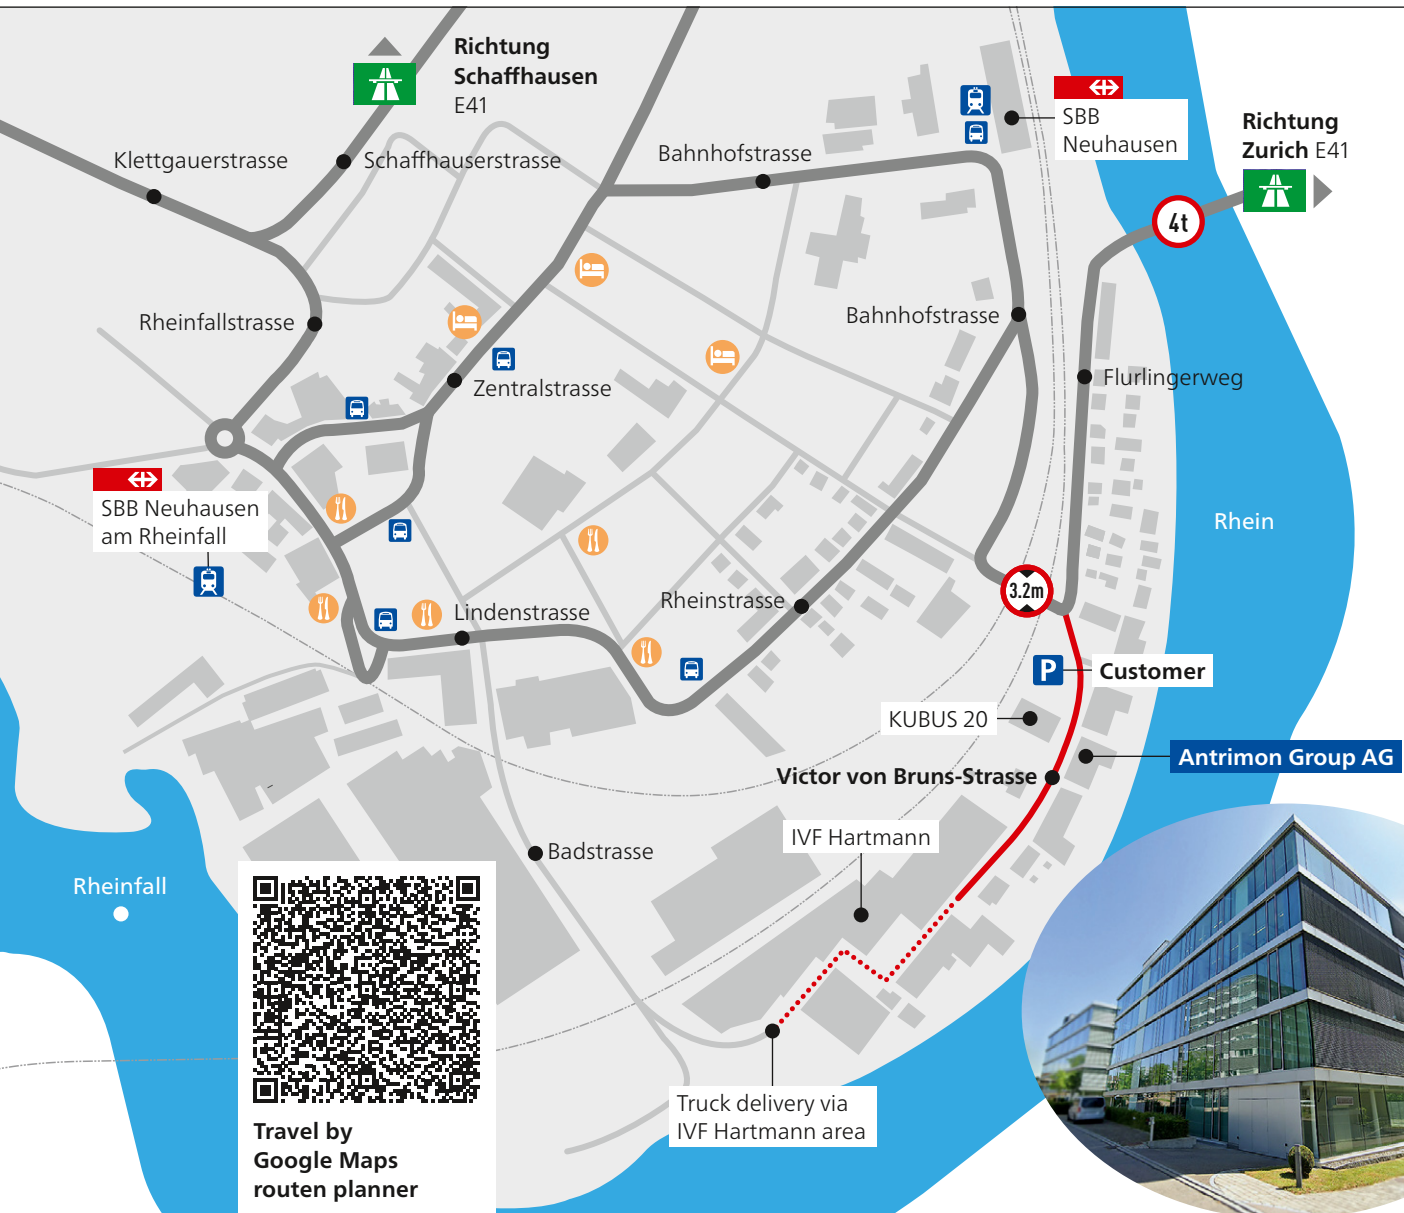 Richtung
Schaffhausen
E41
SBB
Neuhausen
Richtung
Zurich E41
4t
Klettgauerstrasse
Schaffhauserstrasse
Bahnhofstrasse
Rheinfallstrasse
Bahnhofstrasse
Zentralstrasse
Flurlingerweg
SBB Neuhausen
am Rheinfall
Rhein
3.2m
Rheinstrasse
Lindenstrasse
P
Customer
KUBUS 20
Antrimon Group AG
Victor von Bruns-Strasse
IVF Hartmann
Badstrasse
Rheinfall
Truck delivery via
IVF Hartmann area
Travel by
Google Maps
routen planner